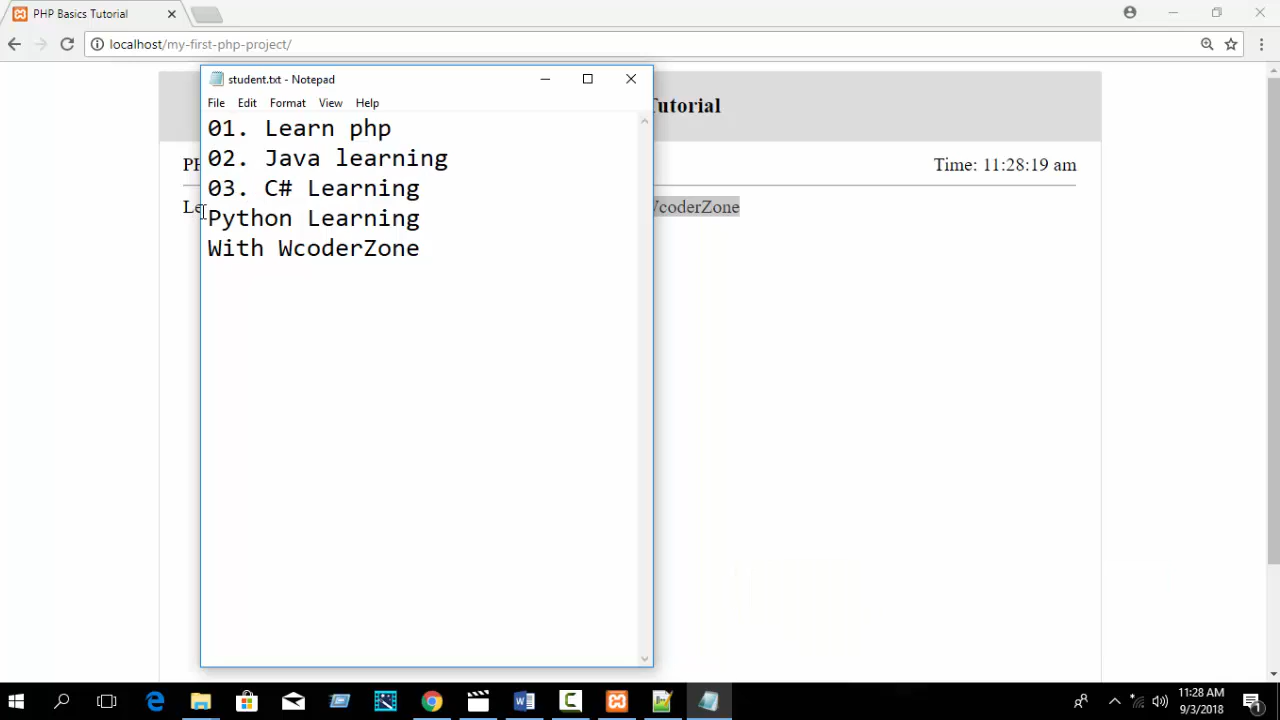 PHP Basics Tutorial
localhost/my-first-php-project/
student.txt - Notepad
File Edit Format View Help
Tutorial
01. Learn php
02. Java learning
Time: 11:28:19 am
03. C# Learning
WcoderZone
Python Learning
With WcoderZone
11:28 AM
9/3/2018